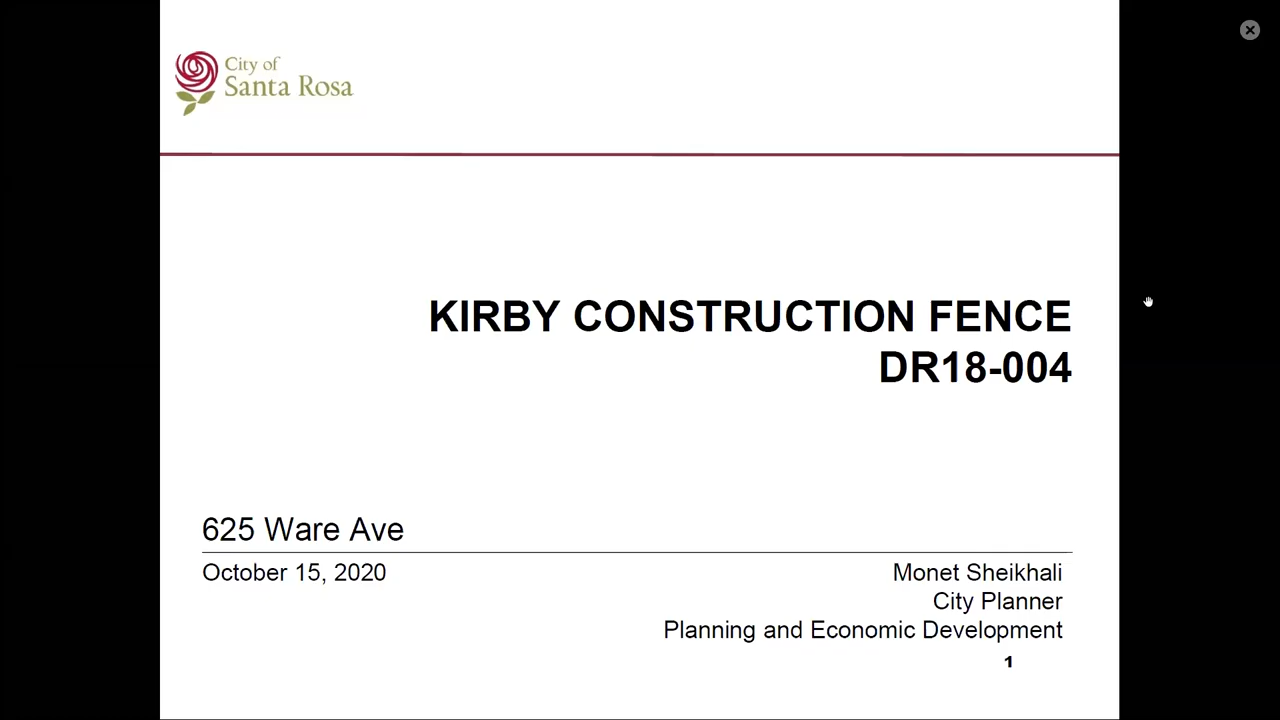 City of
Santa Rosa
KIRBY CONSTRUCTION FENCE
DR18-004
625 Ware Ave
October 15, 2020
Monet Sheikhali
City Planner
Planning and Economic Development
1